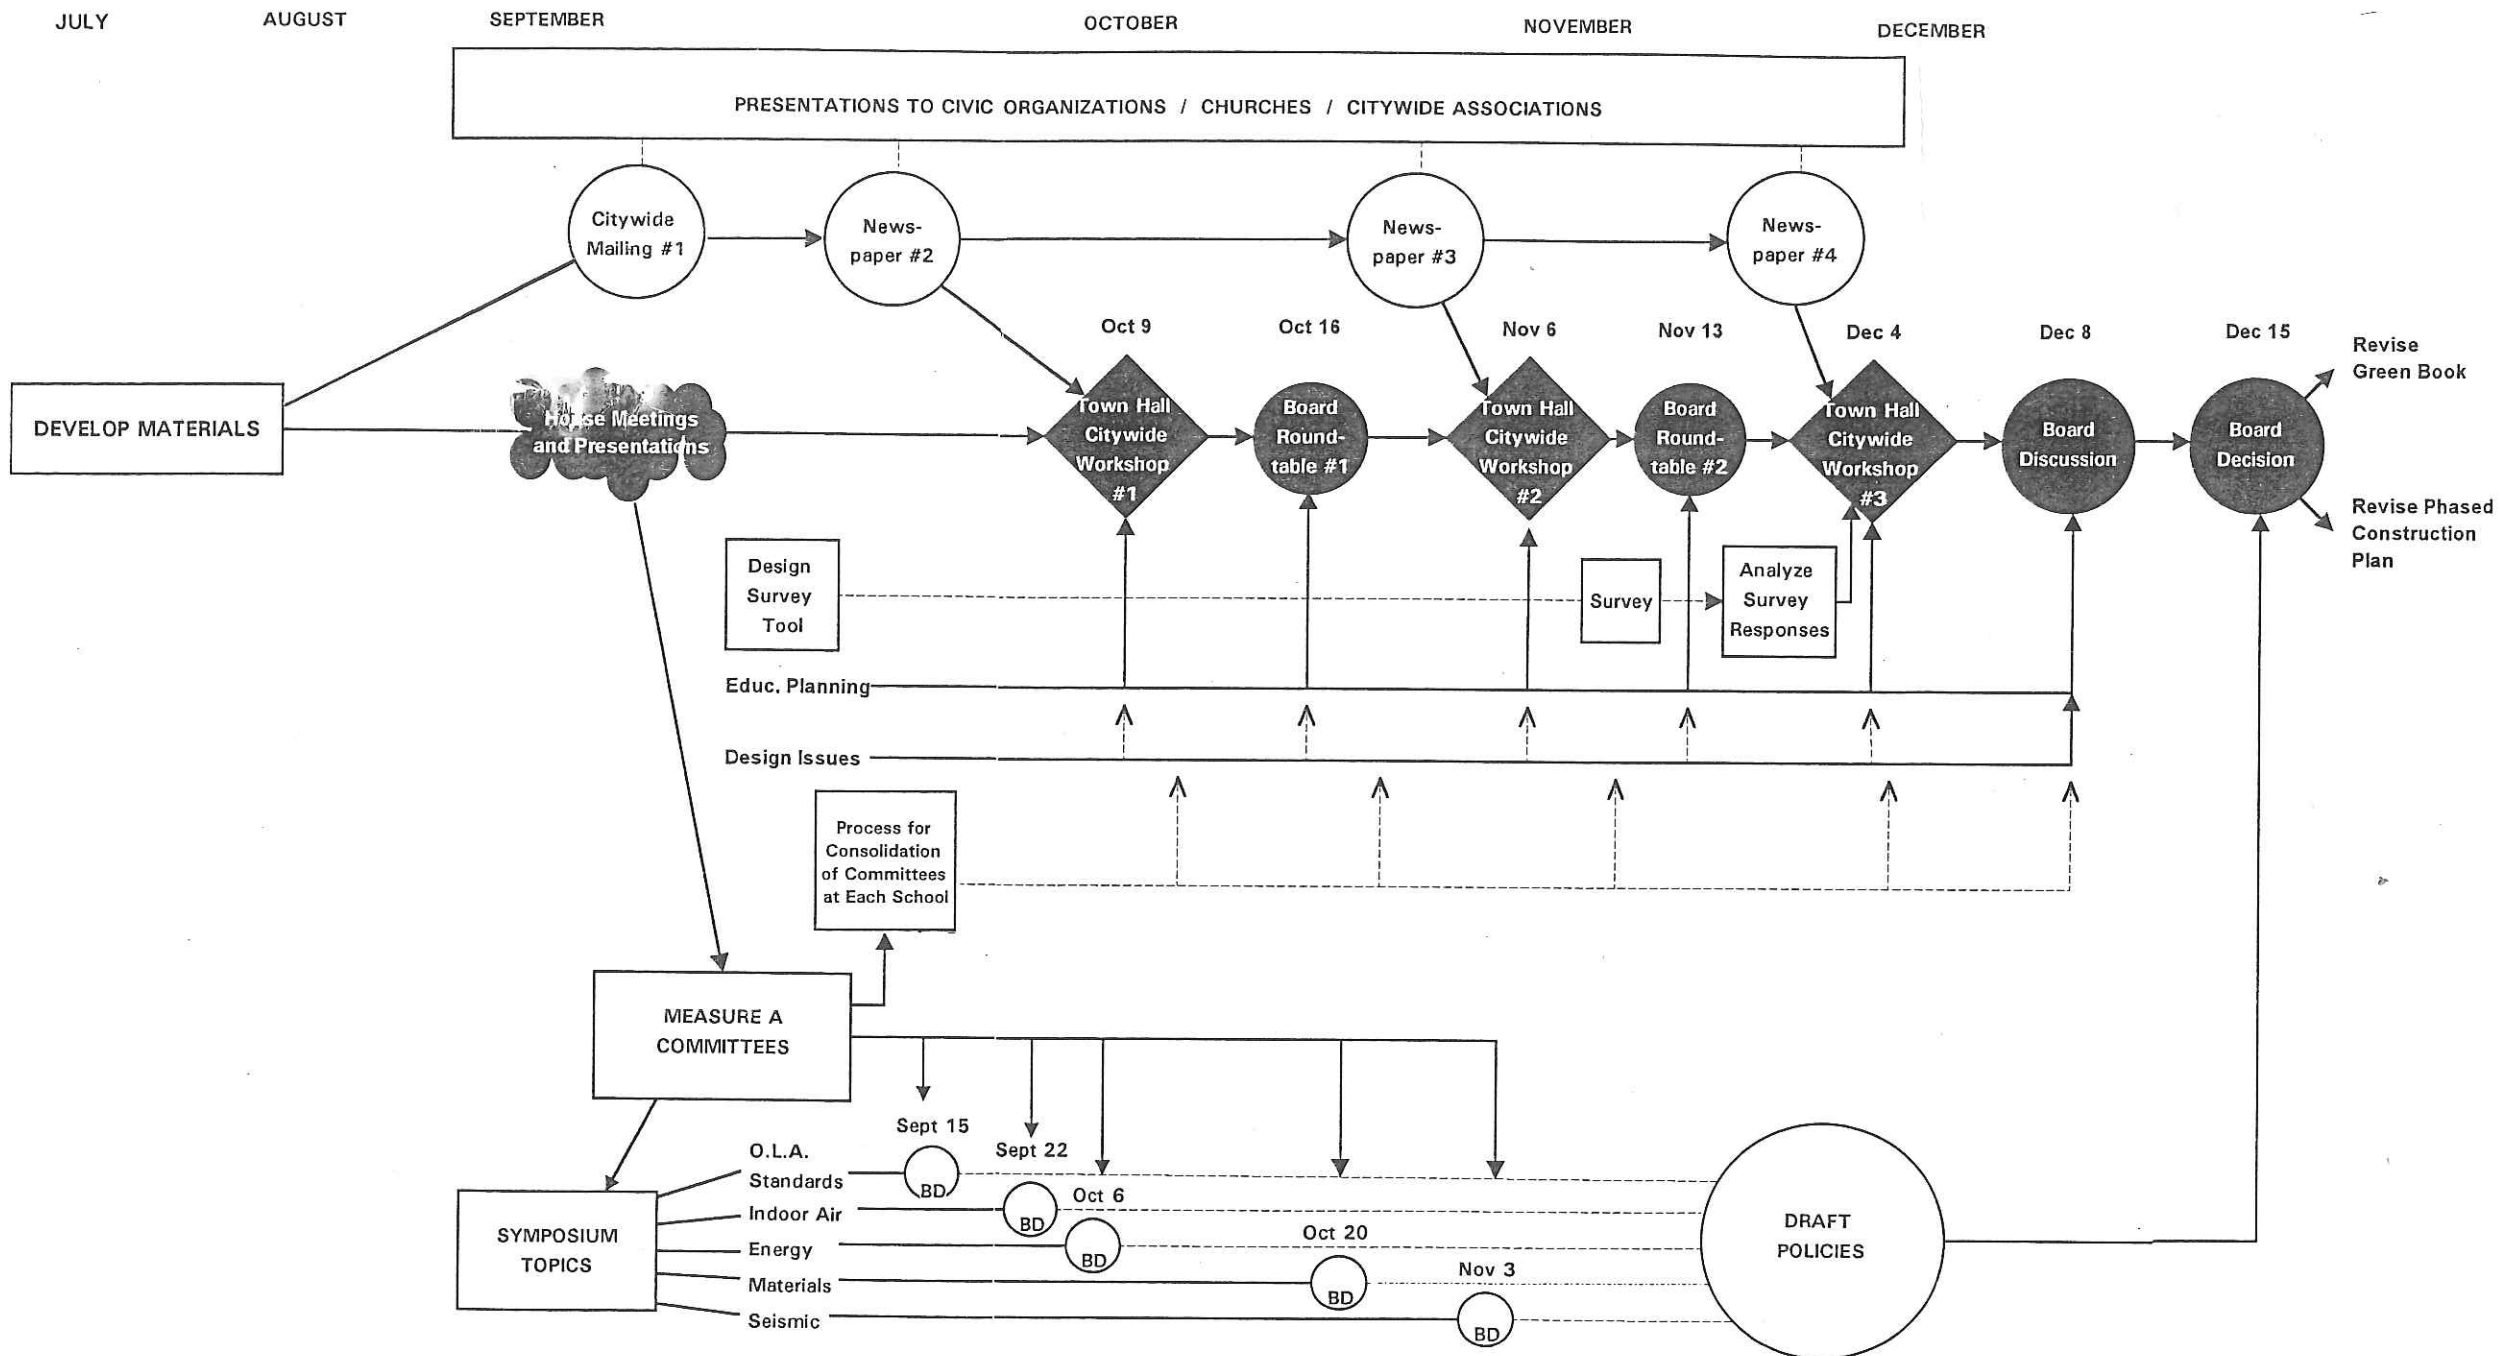 JULY
AUGUST
SEPTEMBER
OCTOBER
NOVEMBER
DECEMBER
PRESENTATIONS TO CIVIC ORGANIZATIONS / CHURCHES / CITYWIDE ASSOCIATIONS
Citywide
Mailing #1
News-
paper #2
News-
paper #3
News-
paper #4
Oct 9
Oct 16
Nov 6
Nov 13
Dec 4
Dec 8
Dec 15
Revise
Green Book
DEVELOP MATERIALS
House Meetings
and Presentations
Town Hall
Citywide
Workshop
#1
Board
Round-
table #1
Town Hall
Citywide
Workshop
#2
Board
Round-
table #2
Town Hall
Citywide
Workshop
#3
Board
Discussion
Board
Decision
Revise Phased
Construction
Plan
Design
Survey
Tool
Survey
Analyze
Survey
Responses
Educ. Planning
Design Issues
Process for
Consolidation
of Committees
at Each School
MEASURE A
COMMITTEES
Sept 15
Sept 22
Oct 6
Oct 20
Nov 3
SYMPOSIUM
TOPICS
O.L.A.
Standards
BD
Indoor Air
BD
Energy
BD
Materials
BD
Seismic
BD
DRAFT
POLICIES